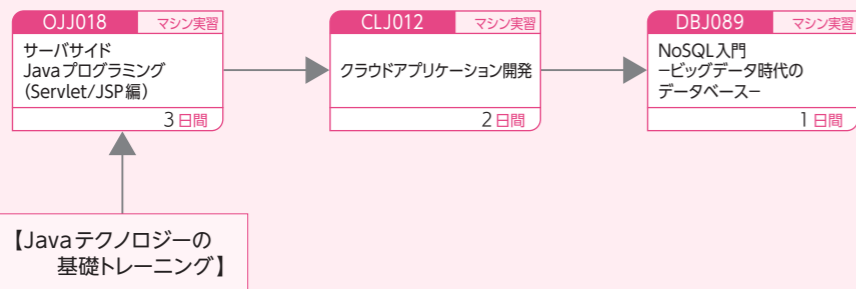 OJJ018 マシン実習
サーバサイド
Javaプログラミング
（Servlet/JSP編）
3日間
CLJ012 マシン実習
クラウドアプリケーション開発
2日間
DBJ089 マシン実習
NoSQL入門
−ビッグデータ時代の
データベース−
1日間
【Javaテクノロジーの
基礎トレーニング】